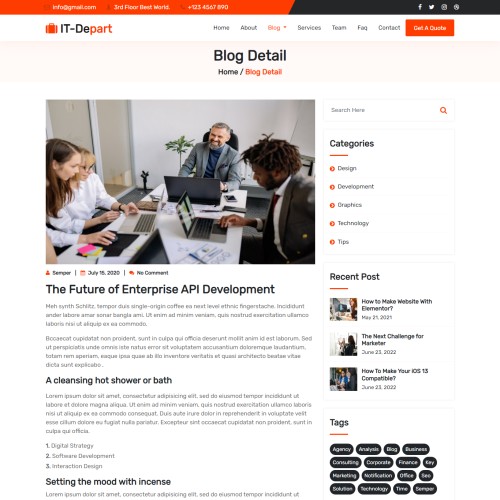 Info@gmail.com
3rd Floor Best World.
+123 4567 890
IT-Depart
Home
About
Blog
Services
Team
Faq
Contact
Get A Quote
Blog Detail
Home / Blog Detail
Search Here
Categories
Design
Development
Graphics
Technology
Tips
Semper
July 15, 2020
No Comment
The Future of Enterprise API Development
Meh synth Schlitz, tempor duis single-origin coffee ea next level ethnic fingerstache. Incididunt
ander labore amar sonar bangla ami. Ut enim ad minim veniam, quis nostrud exercitation ullamco
laboris nisi ut aliquip ex ea commodo.
Bccaecat cupidatat non proident, sunt in culpa qui officia deserunt mollit anim id est laborum. Sed
ut perspiciatis unde omnis iste natus error sit voluptatem accusantium doloremque laudantium,
totam rem aperiam, eaque ipsa quae ab illo inventore veritatis et quasi architecto beatae vitae
dicta sunt explicabo .
A cleansing hot shower or bath
Lorem ipsum dolor sit amet, consectetur adipisicing elit, sed do eiusmod tempor incididunt ut
labore et dolore magna aliqua. Ut enim ad minim veniam, quis nostrud exercitation ullamco laboris
nisi ut aliquip ex ea commodo consequat. Duis aute irure dolor in reprehenderit in voluptate velit
esse cillum dolore eu fugiat nulla pariatur. Excepteur sint occaecat cupidatat non proident, sunt in
culpa qui officia.
1. Digital Strategy
2. Software Development
3. Interaction Design
Setting the mood with incense
Lorem ipsum dolor sit amet, consectetur adipisicing elit, sed do eiusmod tempor incididunt ut
Recent Post
How to Make Website With
Elementor?
May 21, 2021
The Next Challenge for
Marketer
June 23, 2022
How To Make Your iOS 13
Compatible?
June 23, 2022
Tags
Agency
Analysis
Blog
Business
Consulting
Corporate
Finance
Key
Marketing
Notification
Office
Seo
Solution
Technology
Time
Semper